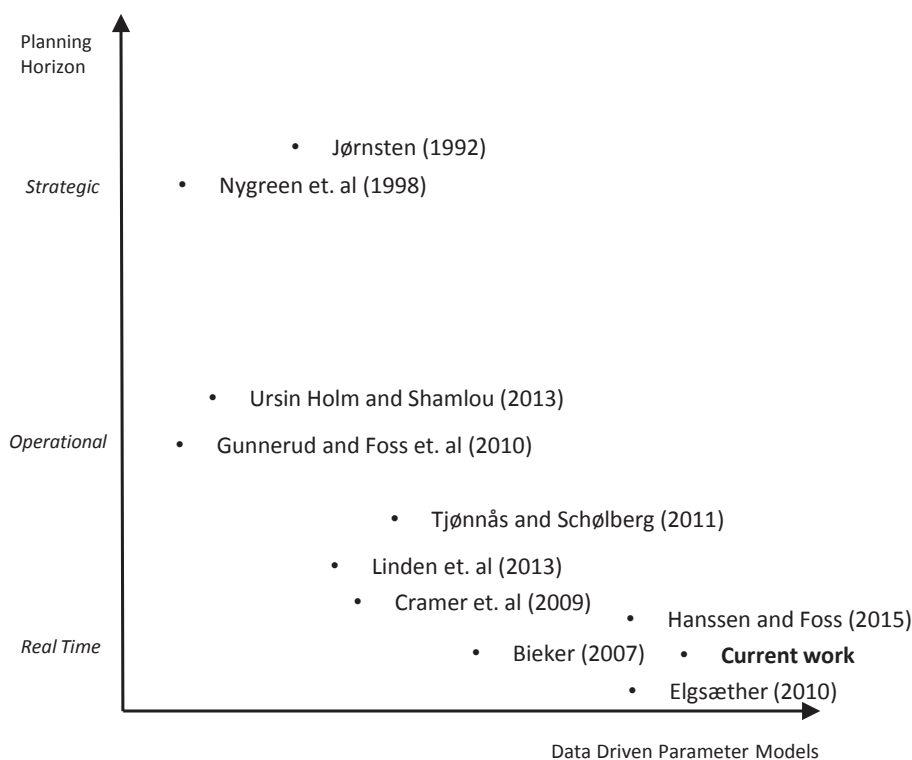 Planning
Horizon
• Jørnsten (1992)
Strategic
• Nygreen et. al (1998)
• Ursin Holm and Shamlou (2013)
Operational
• Gunnerud and Foss et. al (2010)
• Tjønnås and Schølberg (2011)
• Linden et. al (2013)
• Cramer et. al (2009)
• Hanssen and Foss (2015)
Real Time
• Bieker (2007)
• Current work
• Elgsæther (2010)
Data Driven Parameter Models